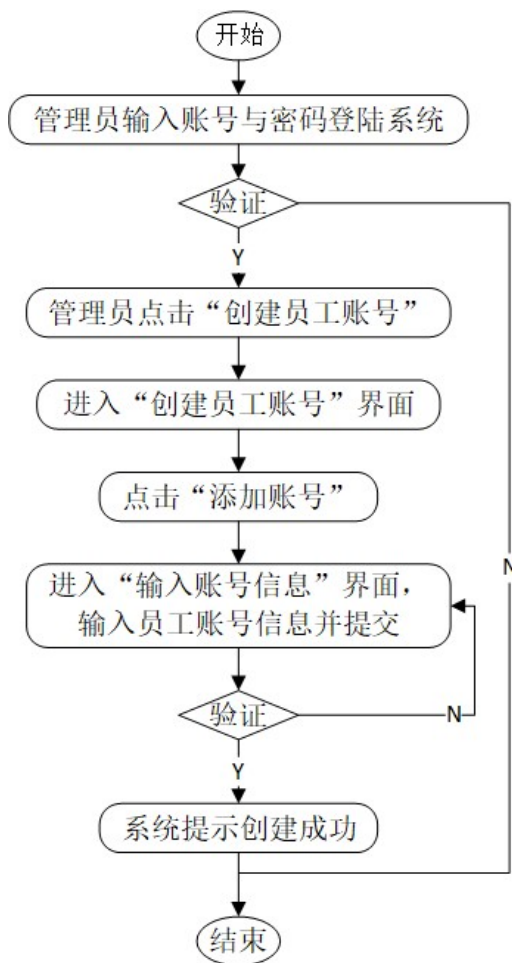 开始
管理员输入账号与密码登陆系统
验证
Y
管理员点击“创建员工账号”
进入“创建员工账号”界面
点击“添加账号”
N
进入“输入账号信息”界面，
输入员工账号信息并提交
验证
N
Y
系统提示创建成功
结束